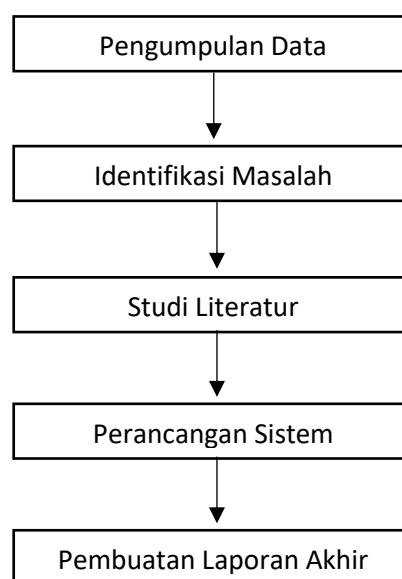 Pengumpulan Data
Identifikasi Masalah
Studi Literatur
Perancangan Sistem
Pembuatan Laporan Akhir